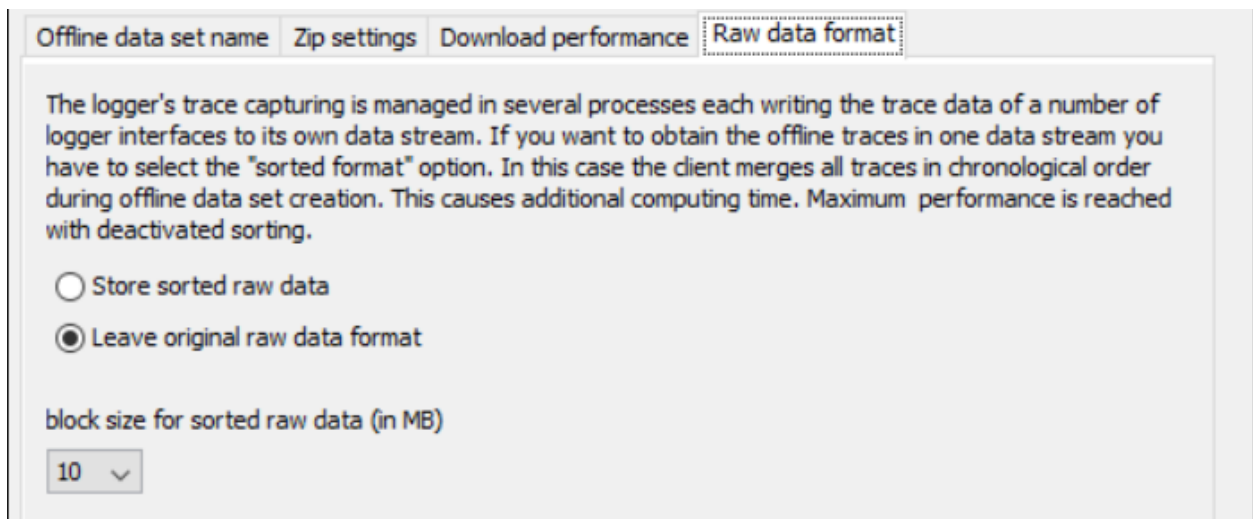 Offline data set name Zip settings Download performance Raw data format
The logger's trace capturing is managed in several processes each writing the trace data of a number of
logger interfaces to its own data stream. If you want to obtain the offline traces in one data stream you
have to select the "sorted format" option. In this case the client merges all traces in chronological order
during offline data set creation. This causes additional computing time. Maximum performance is reached
with deactivated sorting.
Store sorted raw data
Leave original raw data format
block size for sorted raw data (in MB)
10